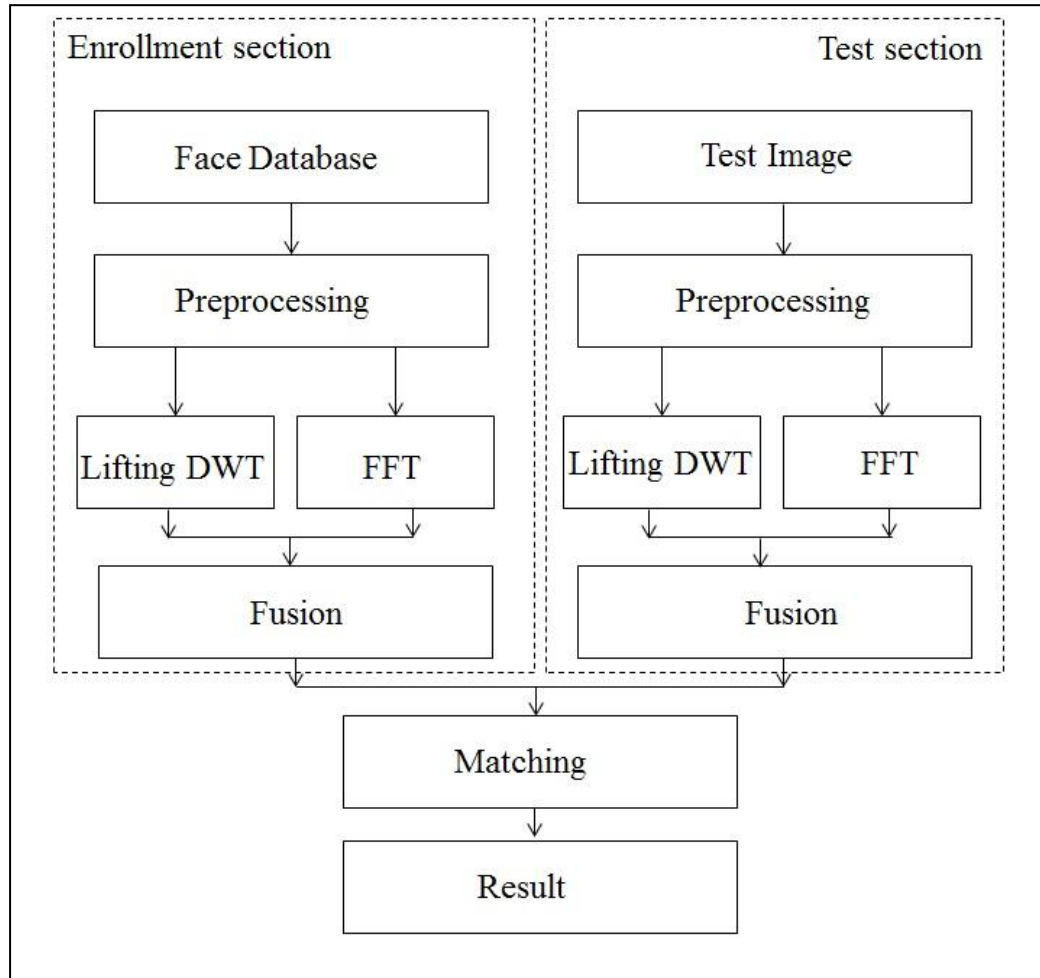 Enrollment section
Face Database
Preprocessing
Lifting DWT
FFT
Fusion
Test section
Test Image
Preprocessing
Lifting DWT
FFT
Fusion
Matching
Result